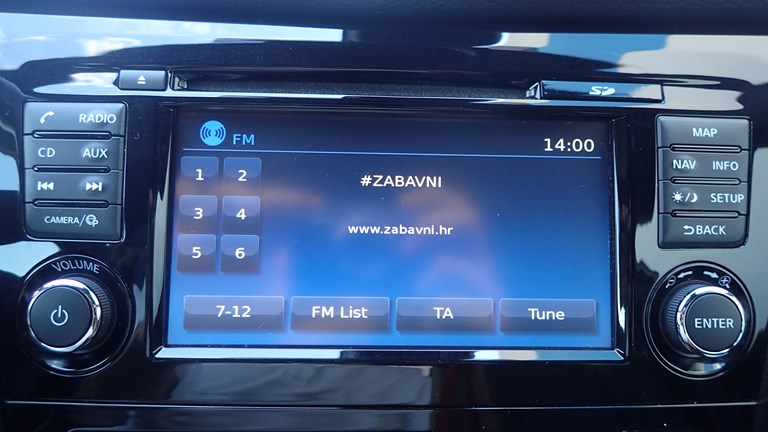 RADIO
CD AUX
CAMERA/
VOLUME
FM 14:00
1 2
#ZABAVNI
3 4
www.zabavni.hr
5 6
7-12 FM List TA Tune
SD
MAP
NAV INFO
SETUP
BACK
ENTER